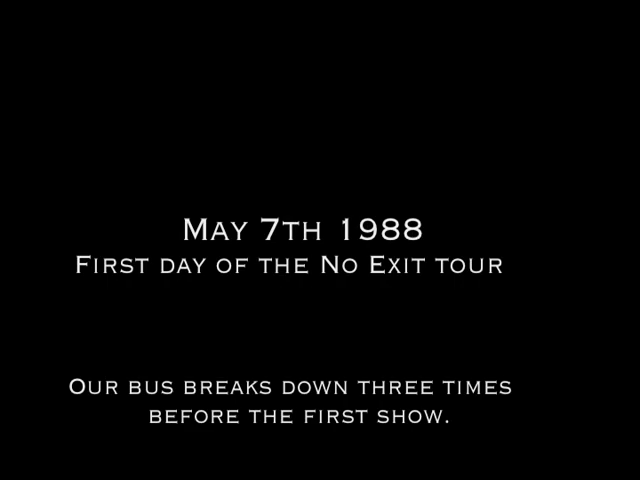 May 7th 1988
First day of the No Exit tour
Our bus breaks down three times
before the first show.